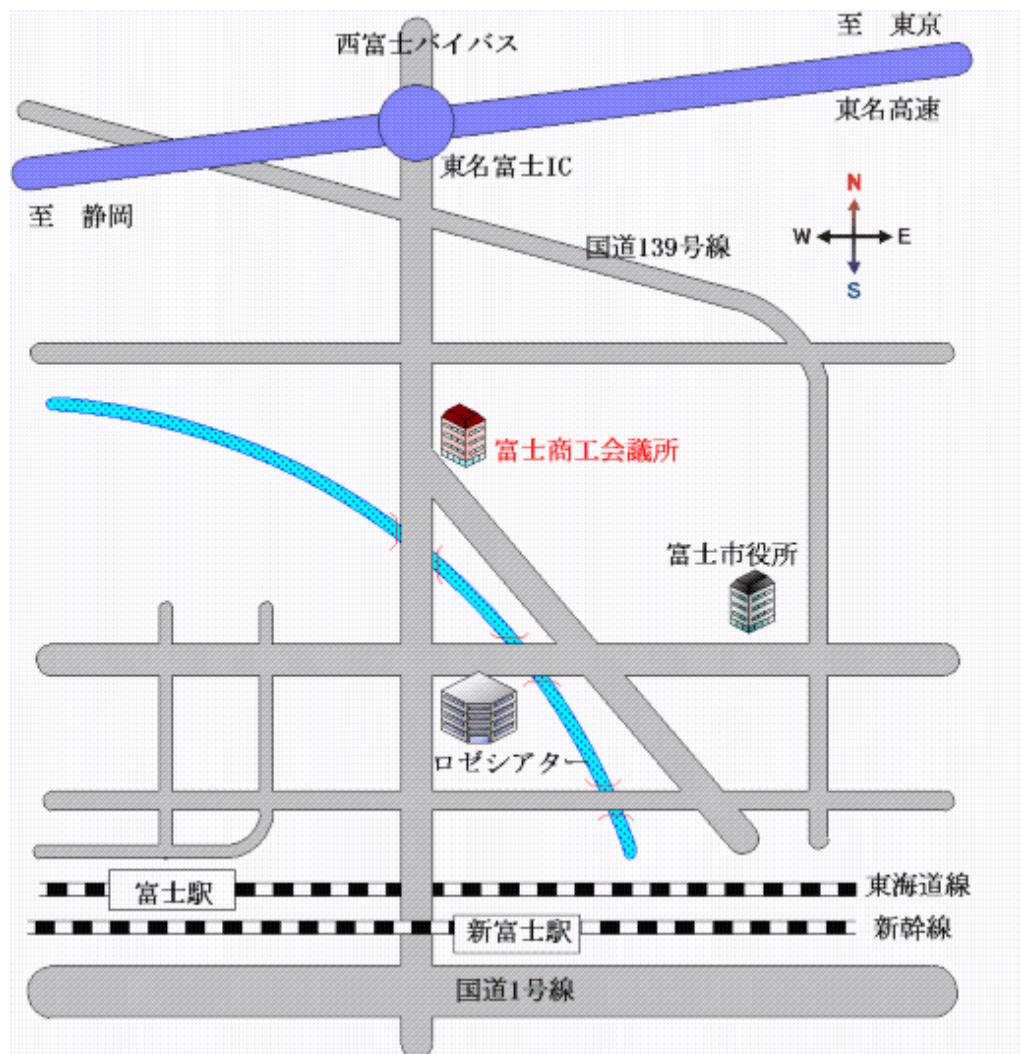 至　東京
西富士バイバス
東名高速
東名富士IC
N
至　静岡
W
E
国道139号線
S
富士商工会議所
富士市役所
ロゼシアター
東海道線
富士駅
新幹線
新富士駅
国道1号線